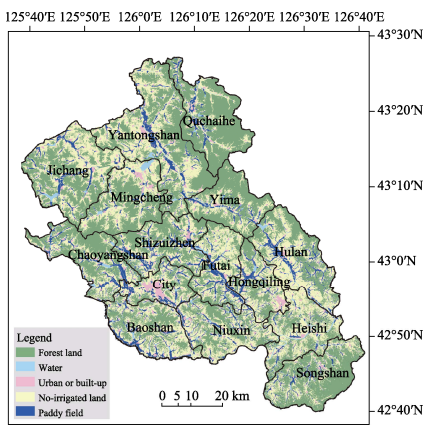 125°40′E 125°50′E 126°0′E 126°10′E 126°20′E 126°30′E 126°40′E
43°30′N
43°20′N
43°10′N
43°0′N
42°50′N
42°40′N
Quchaihe
Yantongshan
Jichang
Mingcheng
Yima
Shizuizhen
Chaoyangshan
Hulan
Futai
Hongqiling
City
Baoshan
Niuxin
Heishi
Songshan
Legend
Forest land
Water
Urban or built-up
No-irrigated land
Paddy field
0 5 10 20 km